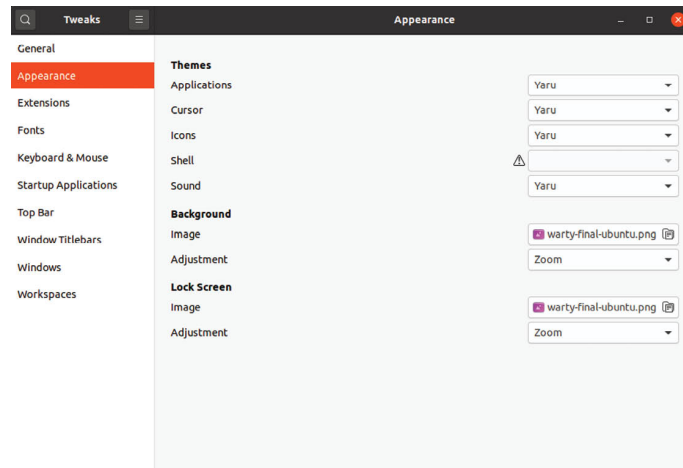 Tweaks
Appearance
General
Appearance
Extensions
Fonts
Keyboard & Mouse
Startup Applications
Top Bar
Window Titlebars
Windows
Workspaces
Themes
Applications Yaru
Cursor Yaru
Icons Yaru
Shell
Sound Yaru
Background
Image warty-final-ubuntu.png
Adjustment Zoom
Lock Screen
Image warty-final-ubuntu.png
Adjustment Zoom